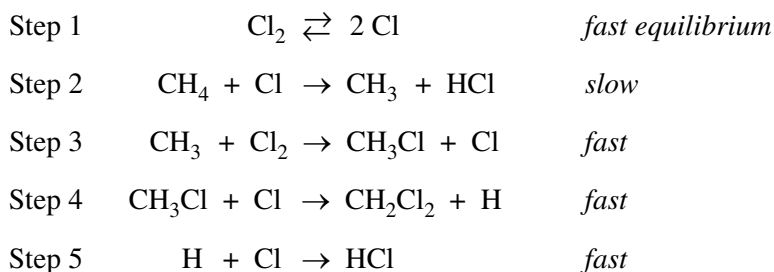 Step 1 Cl₂ ⇄ 2 Cl fast equilibrium
Step 2 CH₄ + Cl → CH₃ + HCl slow
Step 3 CH₃ + Cl₂ → CH₃Cl + Cl fast
Step 4 CH₃Cl + Cl → CH₂Cl₂ + H fast
Step 5 H + Cl → HCl fast